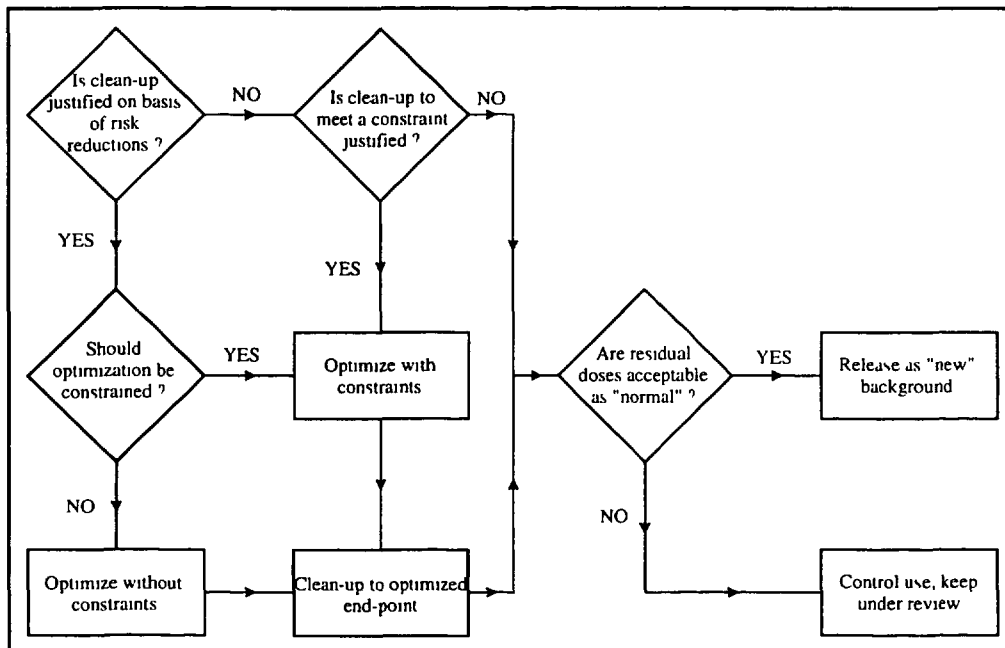 Is clean-up
justified on basis
of risk
reductions ?
NO
Is clean-up to
meet a constraint
justified ?
NO
YES
YES
Should
optimization be
constrained ?
YES
Optimize with
constraints
Are residual
doses acceptable
as "normal" ?
YES
Release as "new"
background
NO
NO
Optimize without
constraints
Clean-up to optimized
end-point
Control use, keep
under review